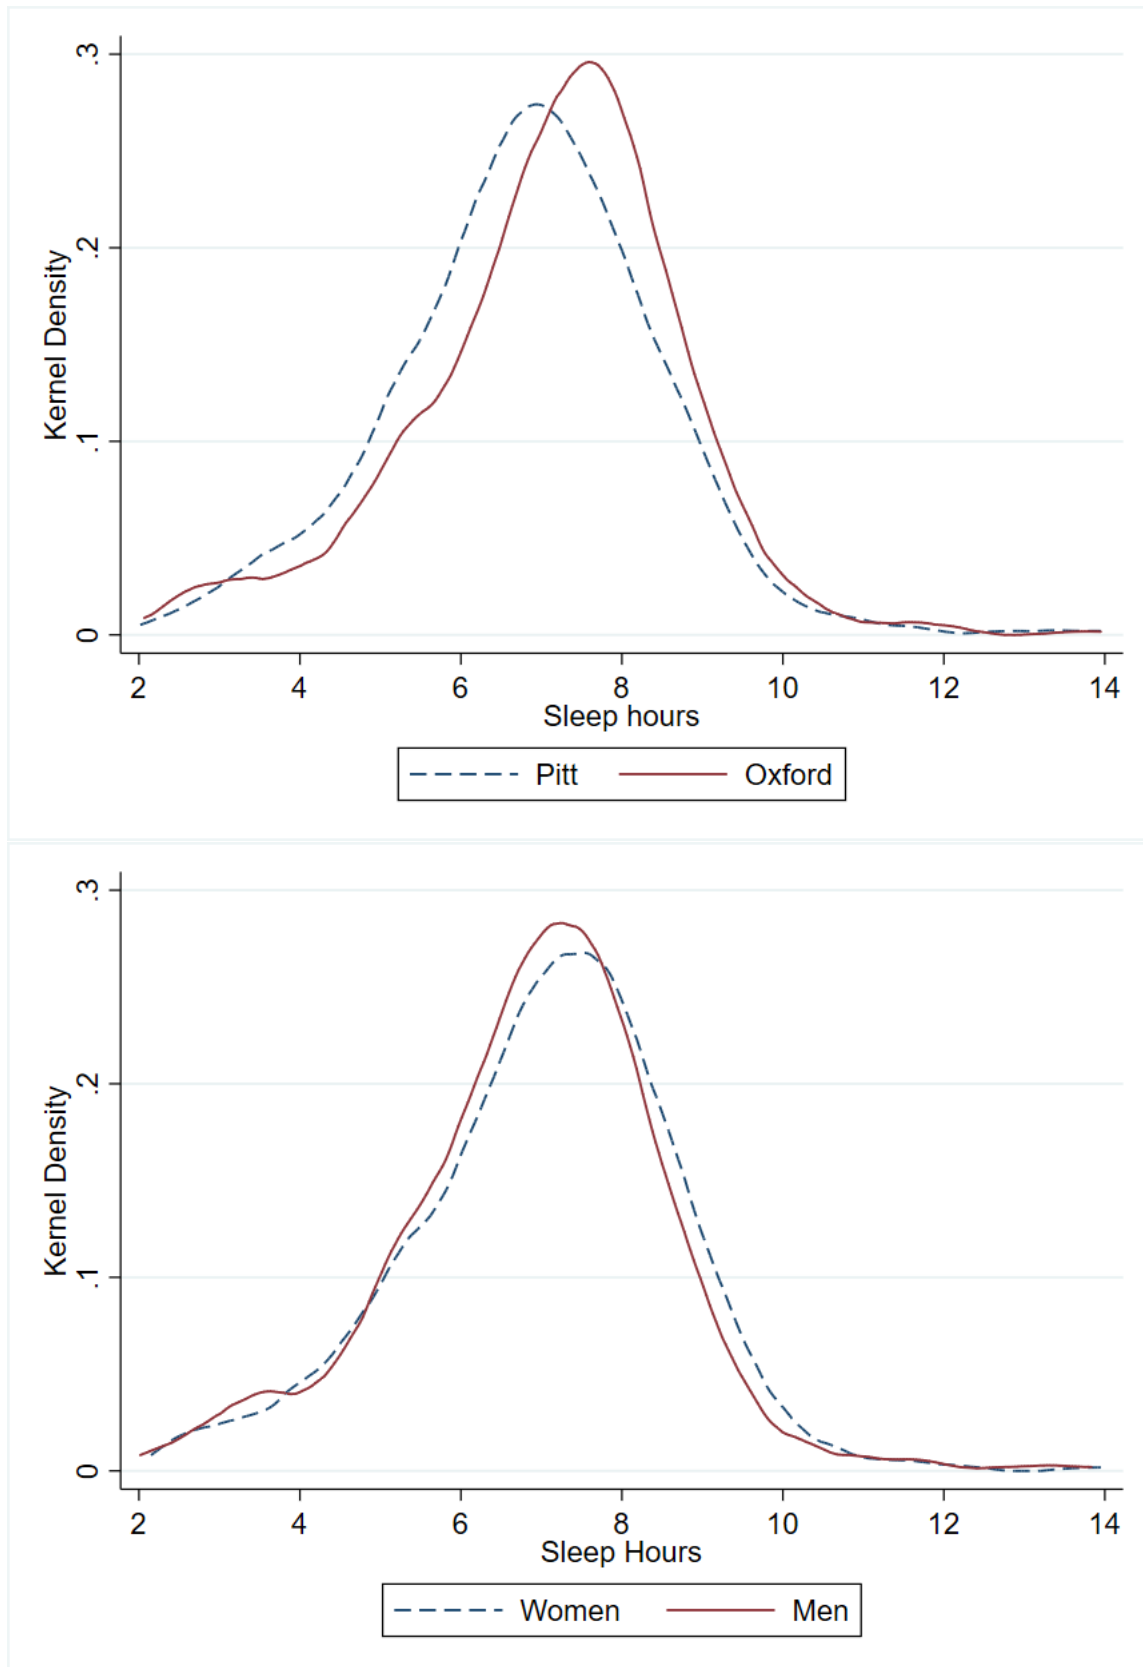 .3
.2
.1
0
Kernel Density
2 4 6 8 10 12 14
Sleep hours
Pitt Oxford
.3
.2
.1
0
Kernel Density
2 4 6 8 10 12 14
Sleep Hours
Women Men